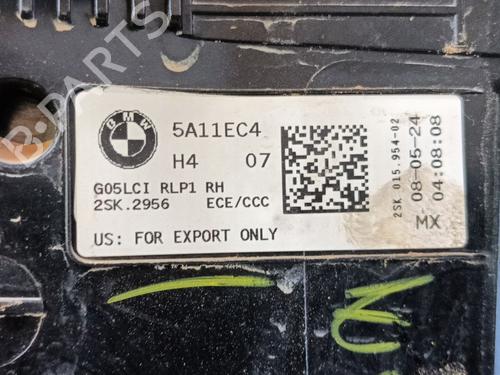 B-PARTS
BMW
5A11EC4
H4 07
G05LCI RLP1 RH
2SK.2956 ECE/CCC
US: FOR EXPORT ONLY
2SK 015.954-02
08-05-24
04:08:08
MX